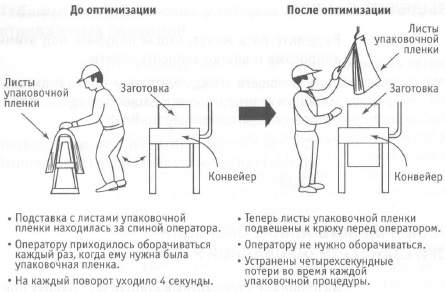 До оптимизации
Листы
упаковочной
пленки
Заготовка
Конвейер
• Подставка с листами упаковочной
пленки находилась за спиной оператора.
• Оператору приходилось оборачиваться
каждый раз, когда ему нужна была
упаковочная пленка.
• На каждый поворот уходило 4 секунды.
После оптимизации
Листы
упаковочной
пленки
Заготовка
Конвейер
• Теперь листы упаковочной пленки
подвешены к крюку перед оператором.
• Оператору не нужно оборачиваться.
• Устранены четырехсекундные
потери во время каждой
упаковочной процедуры.